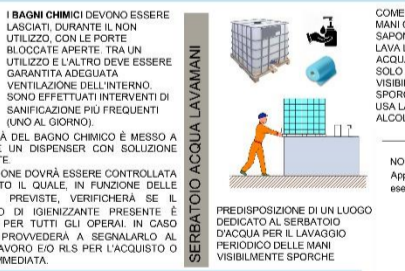 I BAGNI CHIMICI DEVONO ESSERE
LASCIATI, DURANTE IL NON
UTILIZZO, CON LE PORTE
BLOCCATE APERTE. TRA UN
UTILIZZO E L'ALTRO DEVE ESSERE
GARANTITA ADEGUATA
VENTILAZIONE DELL'INTERNO.
SONO EFFETTUATI INTERVENTI DI
SANIFICAZIONE PIÙ FREQUENTI
(UNO AL GIORNO).
À DEL BAGNO CHIMICO È MESSO A
E UN DISPENSER CON SOLUZIONE
TE.
IONE DOVRÀ ESSERE CONTROLLATA
TO IL QUALE, IN FUNZIONE DELLE
PREVISTE, VERIFICHERÀ SE IL
O DI IGIENIZZANTE PRESENTE È
PER TUTTI GLI OPERAI. IN CASO
PROVVEDERÀ A SEGNALARLO AL
AVORO E/O RLS PER L'ACQUISTO O
MMEDIATA.
SERBATOIO ACQUA LAVAMANI
PREDISPOSIZIONE DI UN LUOGO
DEDICATO AL SERBATOIO
D'ACQUA PER IL LAVAGGIO
PERIODICO DELLE MANI
VISIBILMENTE SPORCHE
COME
MANI C
SAPON
LAVA L
ACQUA
SOLO
VISIBIL
SPORC
USA LA
ALCOL
NO
App
ese